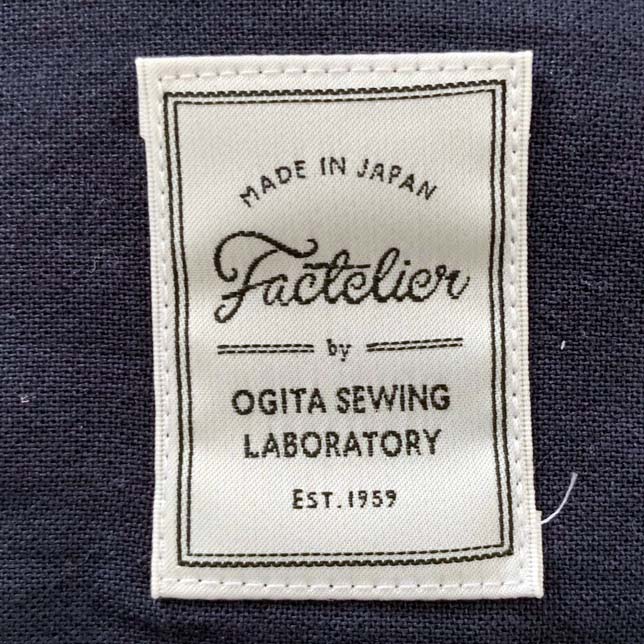 MADE IN JAPAN
Factelier
by
OGITA SEWING
LABORATORY
EST.1959